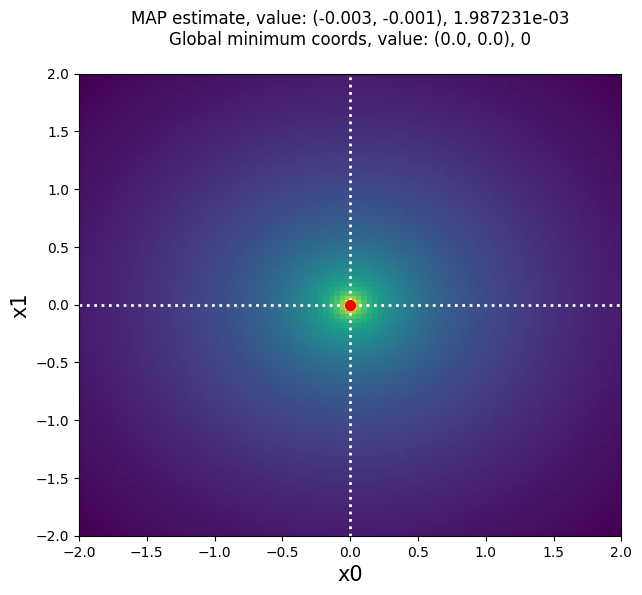 MAP estimate, value: (-0.003, -0.001), 1.987231e-03
Global minimum coords, value: (0.0, 0.0), 0
2.0
1.5
1.0
0.5
0.0
−0.5
−1.0
−1.5
−2.0
x1
−2.0 −1.5 −1.0 −0.5 0.0 0.5 1.0 1.5 2.0
x0